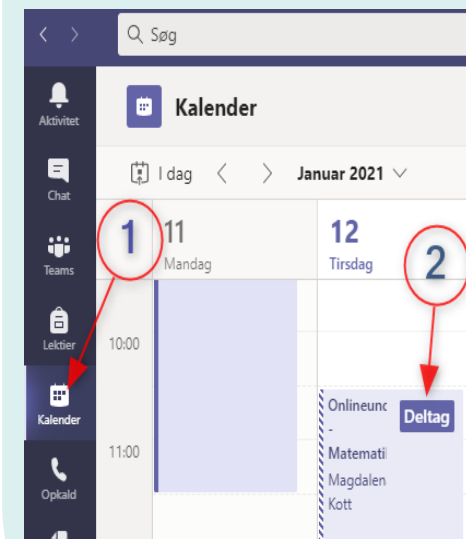 Søg
Aktivitet
Chat
Teams
Lektier
Kalender
Opkald
Kalender
I dag
Januar 2021
1
11
Mandag
12
Tirsdag
2
10:00
11:00
Onlineunc
-
Matemati
Magdalen
Kott
Deltag